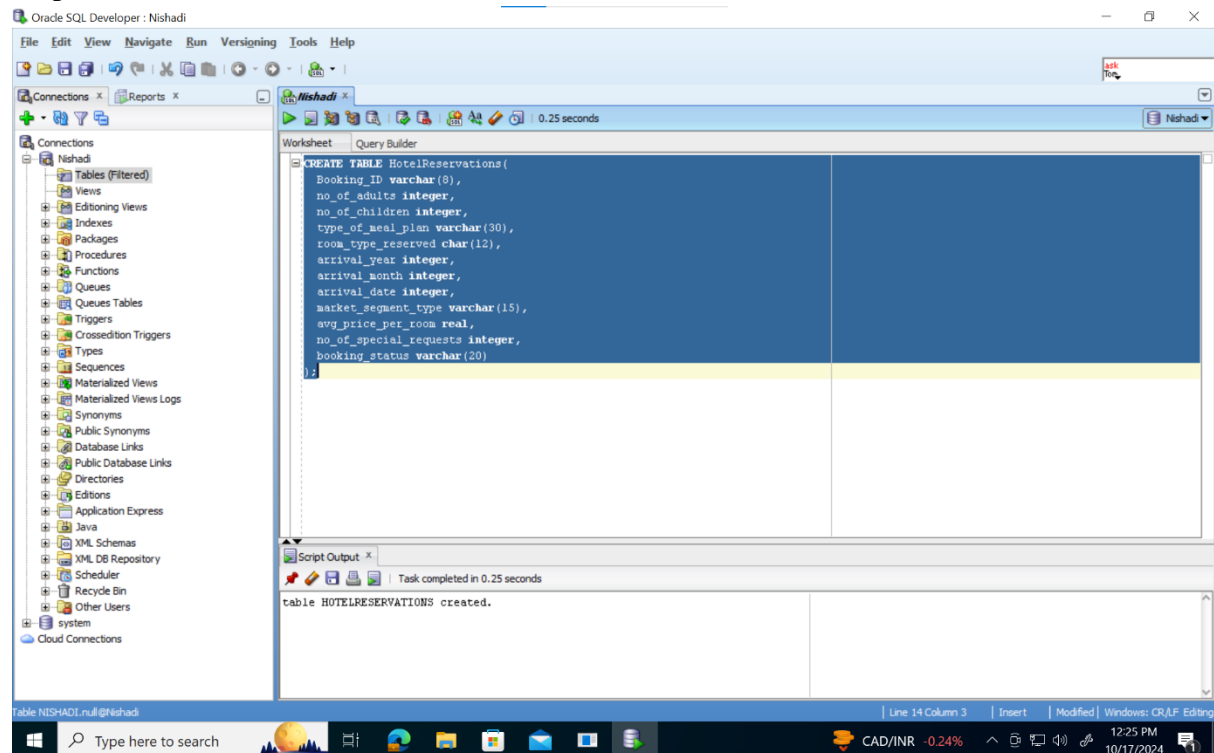 Oracle SQL Developer : Nishadi
File Edit View Navigate Run Versioning Tools Help
ask
Tom
Connections
Reports
Nishadi
0.25 seconds
Nishadi
Connections
Nishadi
Tables (Filtered)
Views
Editioning Views
Indexes
Packages
Procedures
Functions
Queues
Queues Tables
Triggers
Crossedition Triggers
Types
Sequences
Materialized Views
Materialized Views Logs
Synonyms
Public Synonyms
Database Links
Public Database Links
Directories
Editions
Application Express
Java
XML Schemas
XML DB Repository
Scheduler
Recycle Bin
Other Users
system
Cloud Connections
Worksheet Query Builder
CREATE TABLE HotelReservations(
Booking_ID varchar(8),
no_of_adults integer,
no_of_children integer,
type_of_meal_plan varchar(30),
room_type_reserved char(12),
arrival_year integer,
arrival_month integer,
arrival_date integer,
market_segment_type varchar(15),
avg_price_per_room real,
no_of_special_requests integer,
booking_status varchar(20)
);
Script Output
Task completed in 0.25 seconds
table HOTELRESERVATIONS created.
Table NISHADI.null@Nishadi
Line 14 Column 3 Insert Modified Windows: CR/LF Editing
Type here to search
CAD/INR -0.24%
12:25 PM
10/17/2024
1